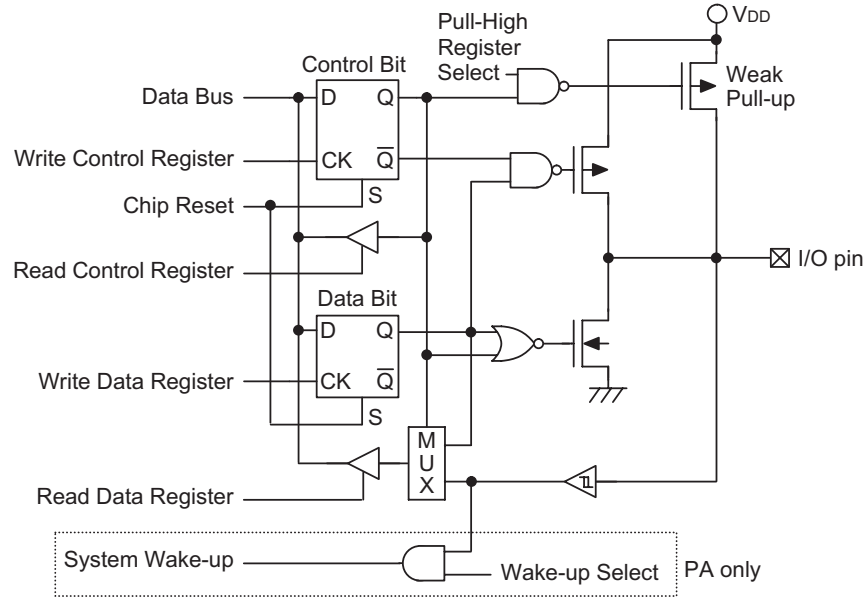 VDD
Pull-High
Register
Select
Weak
Pull-up
Control Bit
Data Bus
D
Q
Write Control Register
CK
Q̅
S
Chip Reset
Read Control Register
I/O pin
Data Bit
D
Q
Write Data Register
CK
Q̅
S
M
U
X
Read Data Register
System Wake-up
Wake-up Select
PA only